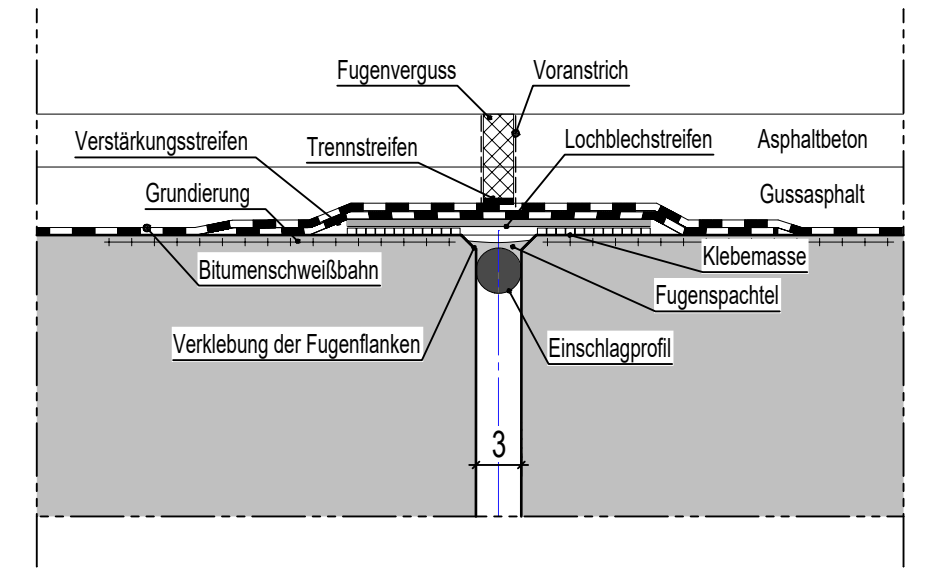 Fugenverguss
Voranstrich
Verstärkungsstreifen
Trennstreifen
Lochblechstreifen
Asphaltbeton
Grundierung
Gussasphalt
Bitumenschweißbahn
Klebemasse
Fugenspachtel
Verklebung der Fugenflanken
Einschlagprofil
3